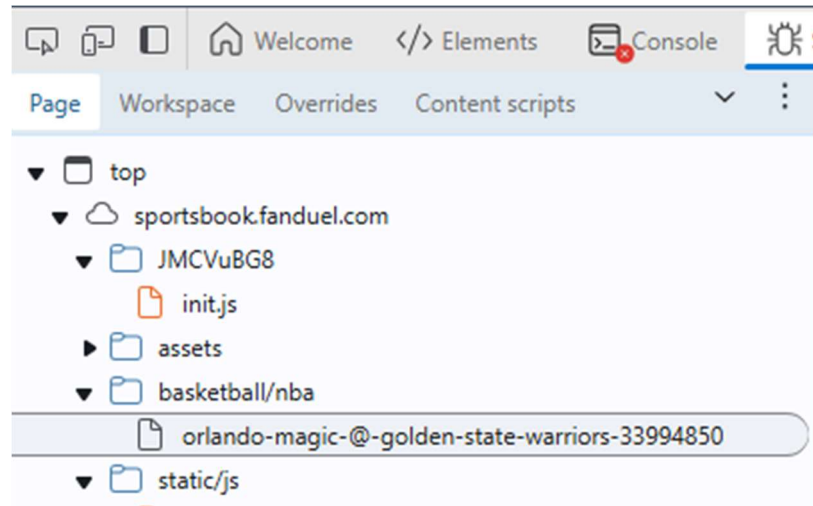 Welcome Elements Console
Page Workspace Overrides Content scripts
top
sportsbook.fanduel.com
JMCVuBG8
init.js
assets
basketball/nba
orlando-magic-@-golden-state-warriors-33994850
static/js